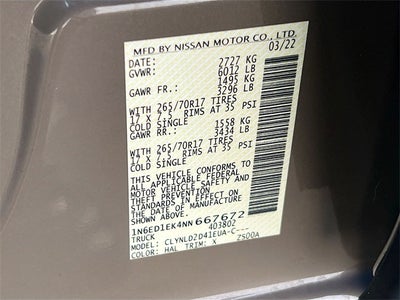 MFD BY NISSAN MOTOR CO., LTD.
03/22
DATE: 2727 KG
GVWR: 6012 LB
1495 KG
GAWR FR.: 3296 LB
WITH 265/70R17 TIRES
17 X 7.5 RIMS AT 35 PSI
COLD SINGLE 1558 KG
GAWR RR.: 3434 LB
WITH 265/70R17 TIRES
17 X 7.5 RIMS AT 35 PSI
COLD SINGLE
THIS VEHICLE CONFORMS TO
ALL APPLICABLE FEDERAL
MOTOR VEHICLE SAFETY AND
THEFT PREVENTION
STANDARDS IN EFFECT ON
THE DATE OF MANUFACTURE
SHOWN ABOVE.
1N6ED1EK4NN667672
TRUCK 403802
MODEL: CLYNLD2D41EUA-C---
COLOR: HAL TRIM: X Z500A